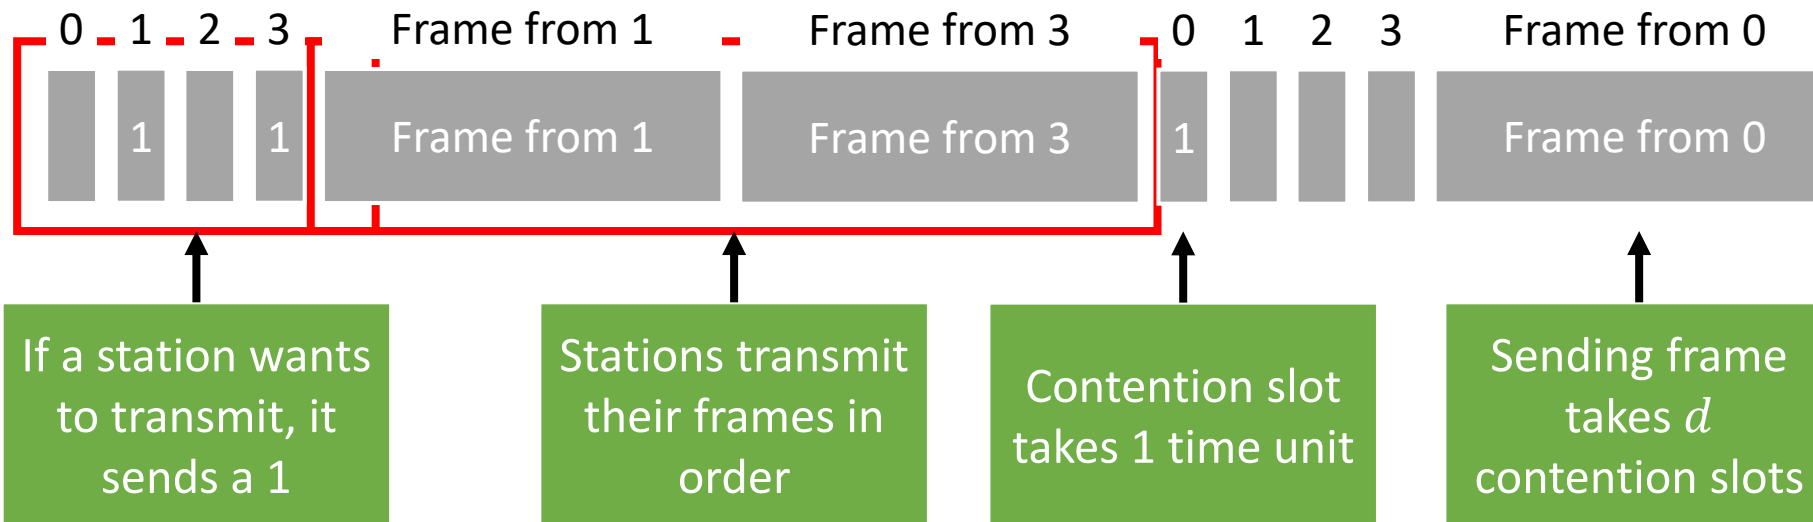 0 1 2 3 Frame from 1 Frame from 3 0 1 2 3 Frame from 0
1 1 Frame from 1 Frame from 3 1 Frame from 0
If a station wants
to transmit, it
sends a 1
Stations transmit
their frames in
order
Contention slot
takes 1 time unit
Sending frame
takes d
contention slots